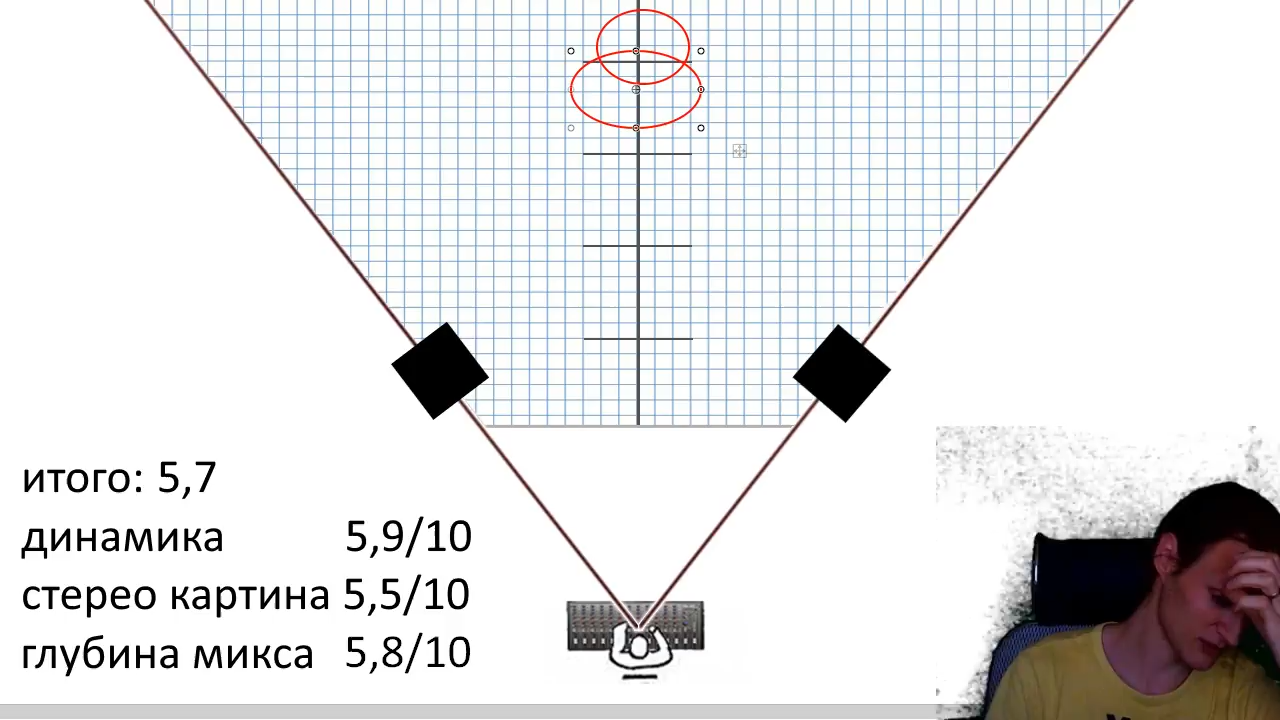 итого: 5,7
динамика 5,9/10
стерео картина 5,5/10
глубина микса 5,8/10